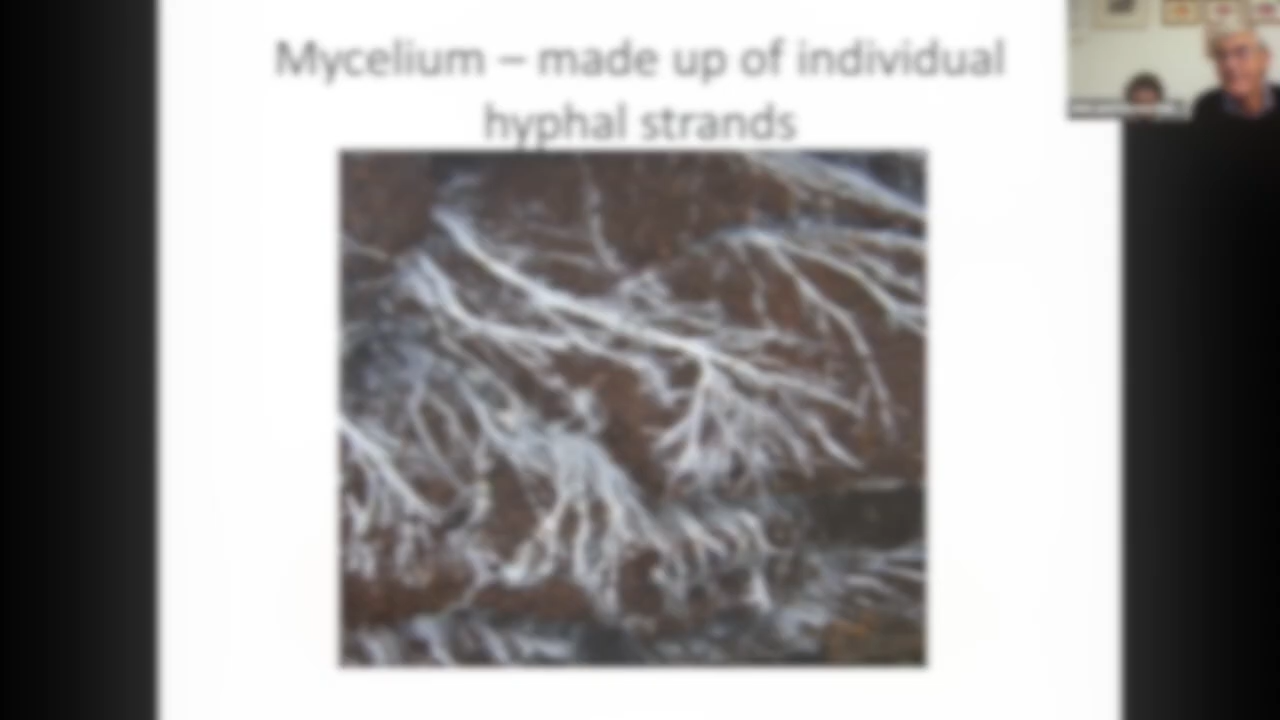 Mycelium – made up of individual
hyphal strands